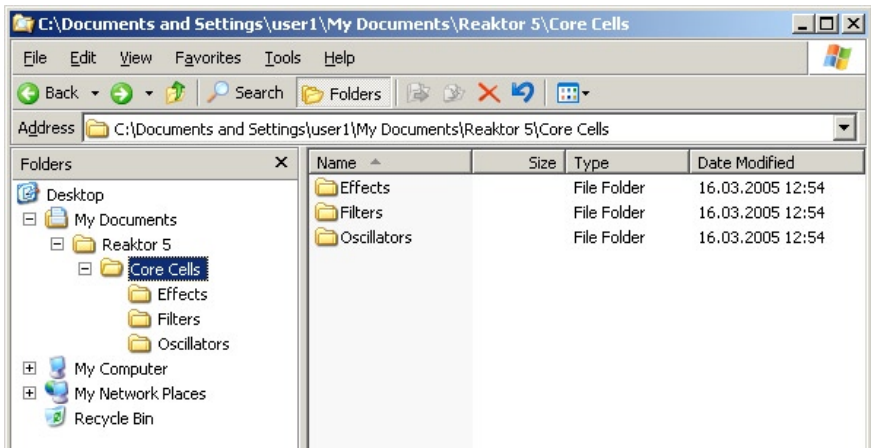 C:\Documents and Settings\user1\My Documents\Reaktor 5\Core Cells
File Edit View Favorites Tools Help
Back Search Folders
Address C:\Documents and Settings\user1\My Documents\Reaktor 5\Core Cells
Folders
Desktop
My Documents
Reaktor 5
Core Cells
Effects
Filters
Oscillators
My Computer
My Network Places
Recycle Bin
Name Size Type Date Modified
Effects File Folder 16.03.2005 12:54
Filters File Folder 16.03.2005 12:54
Oscillators File Folder 16.03.2005 12:54